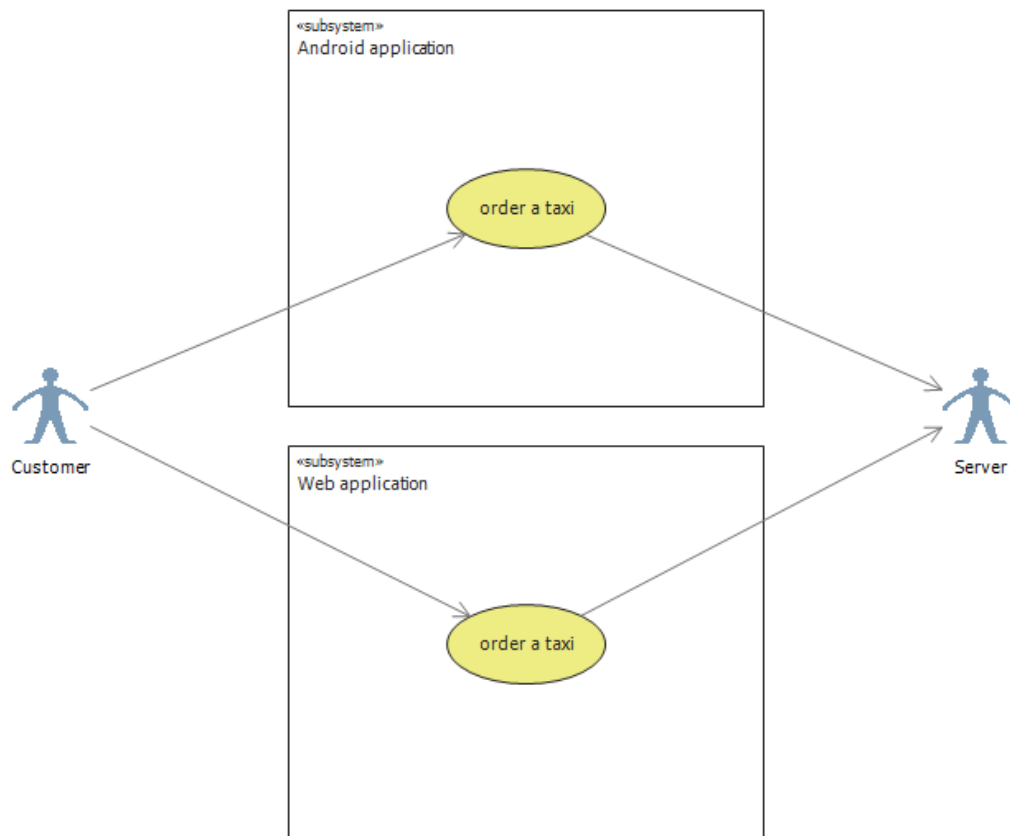 «subsystem»
Android application
order a taxi
Customer
Server
«subsystem»
Web application
order a taxi